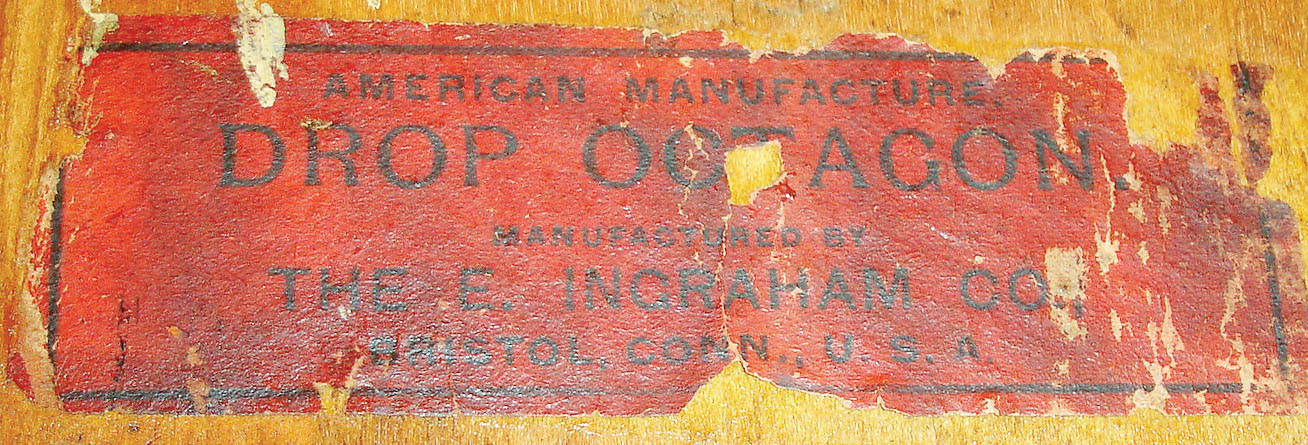 AMERICAN MANUFACTURE.
DROP OCTAGON.
MANUFACTURED BY
THE E. INGRAHAM CO.,
BRISTOL, CONN., U. S. A.